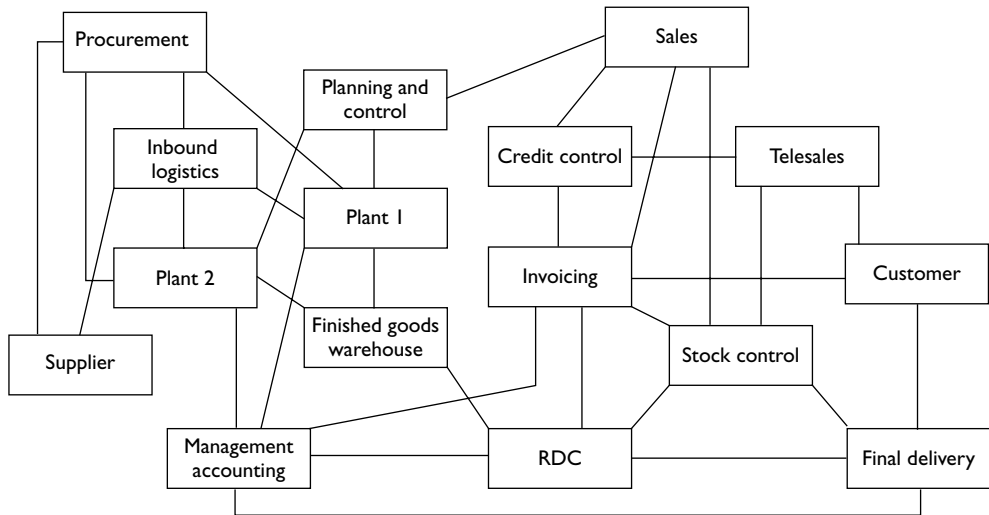 Procurement
Sales
Planning and
control
Inbound
logistics
Credit control
Telesales
Plant 1
Plant 2
Invoicing
Customer
Finished goods
warehouse
Supplier
Stock control
Management
accounting
RDC
Final delivery